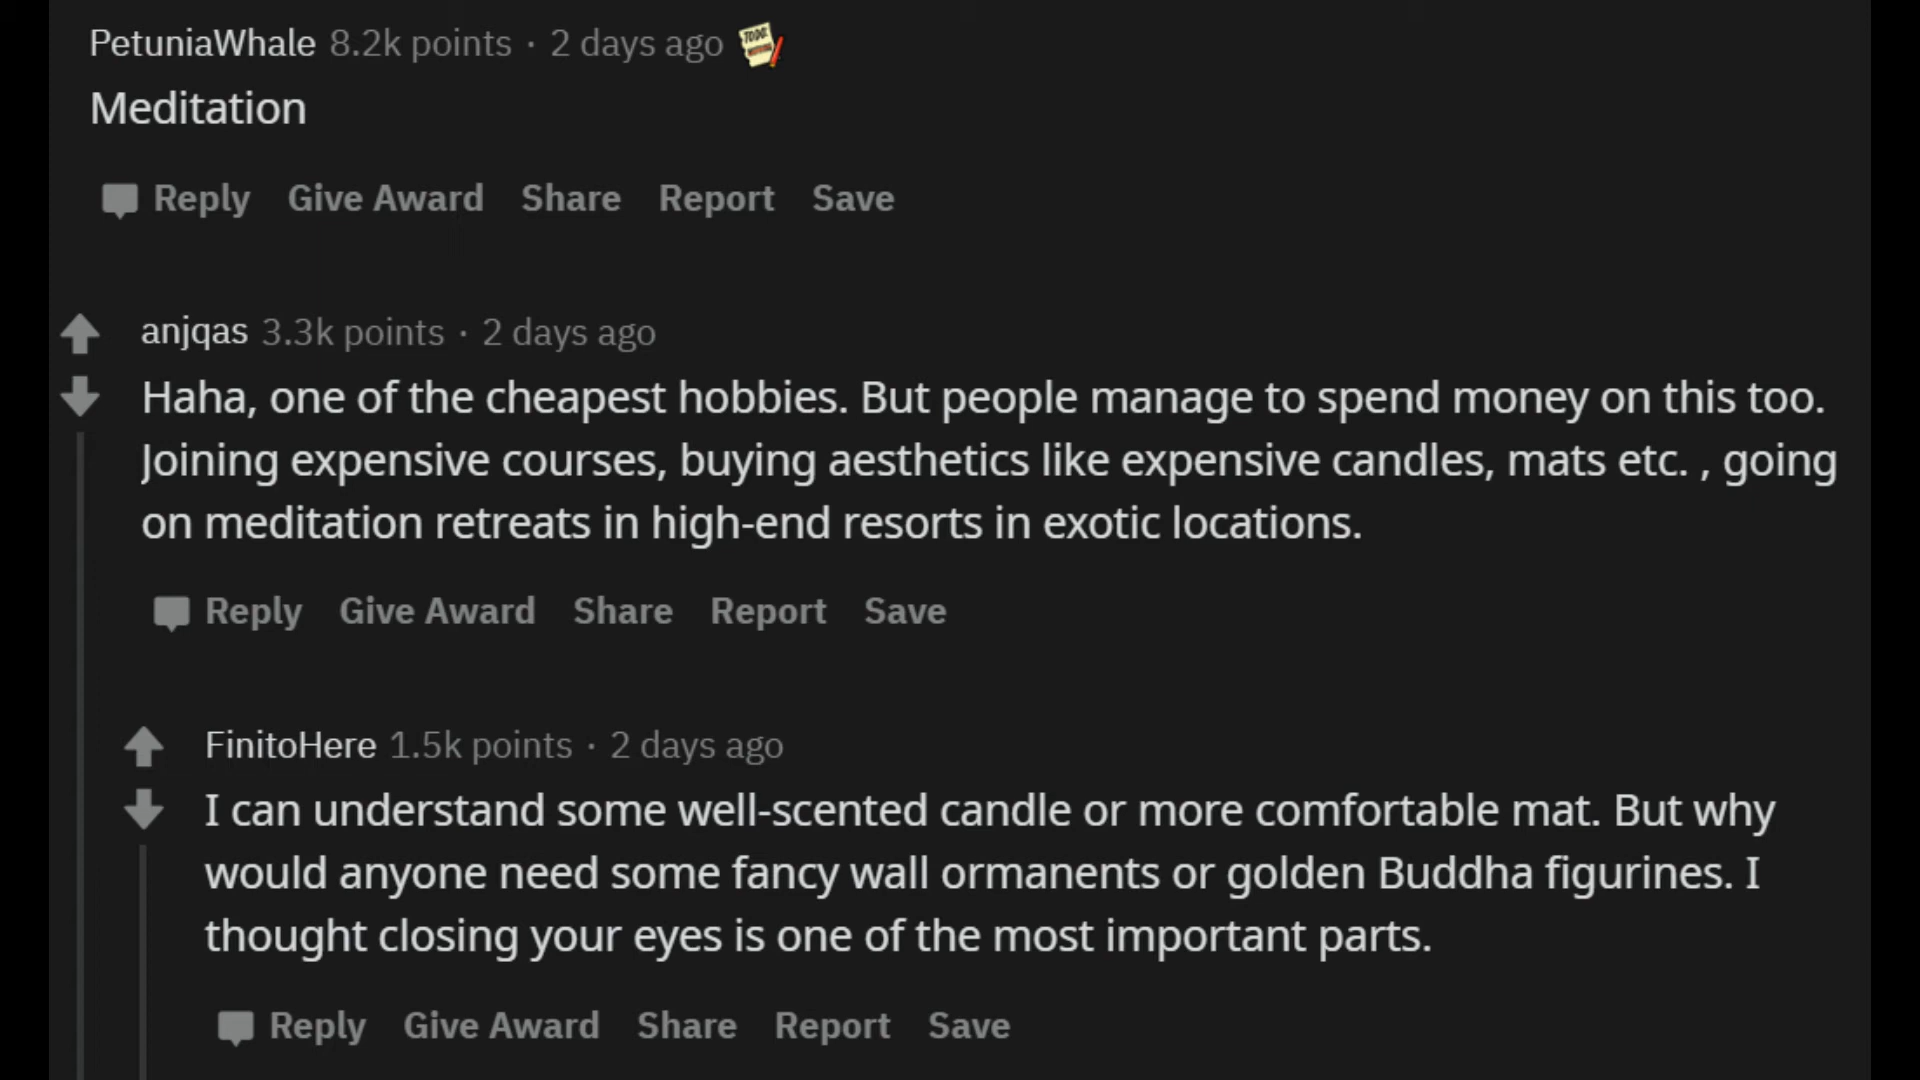 PetuniaWhale 8.2k points · 2 days ago
Meditation
Reply Give Award Share Report Save
anjqas 3.3k points · 2 days ago
Haha, one of the cheapest hobbies. But people manage to spend money on this too.
Joining expensive courses, buying aesthetics like expensive candles, mats etc. , going
on meditation retreats in high-end resorts in exotic locations.
Reply Give Award Share Report Save
FinitoHere 1.5k points · 2 days ago
I can understand some well-scented candle or more comfortable mat. But why
would anyone need some fancy wall ormanents or golden Buddha figurines. I
thought closing your eyes is one of the most important parts.
Reply Give Award Share Report Save